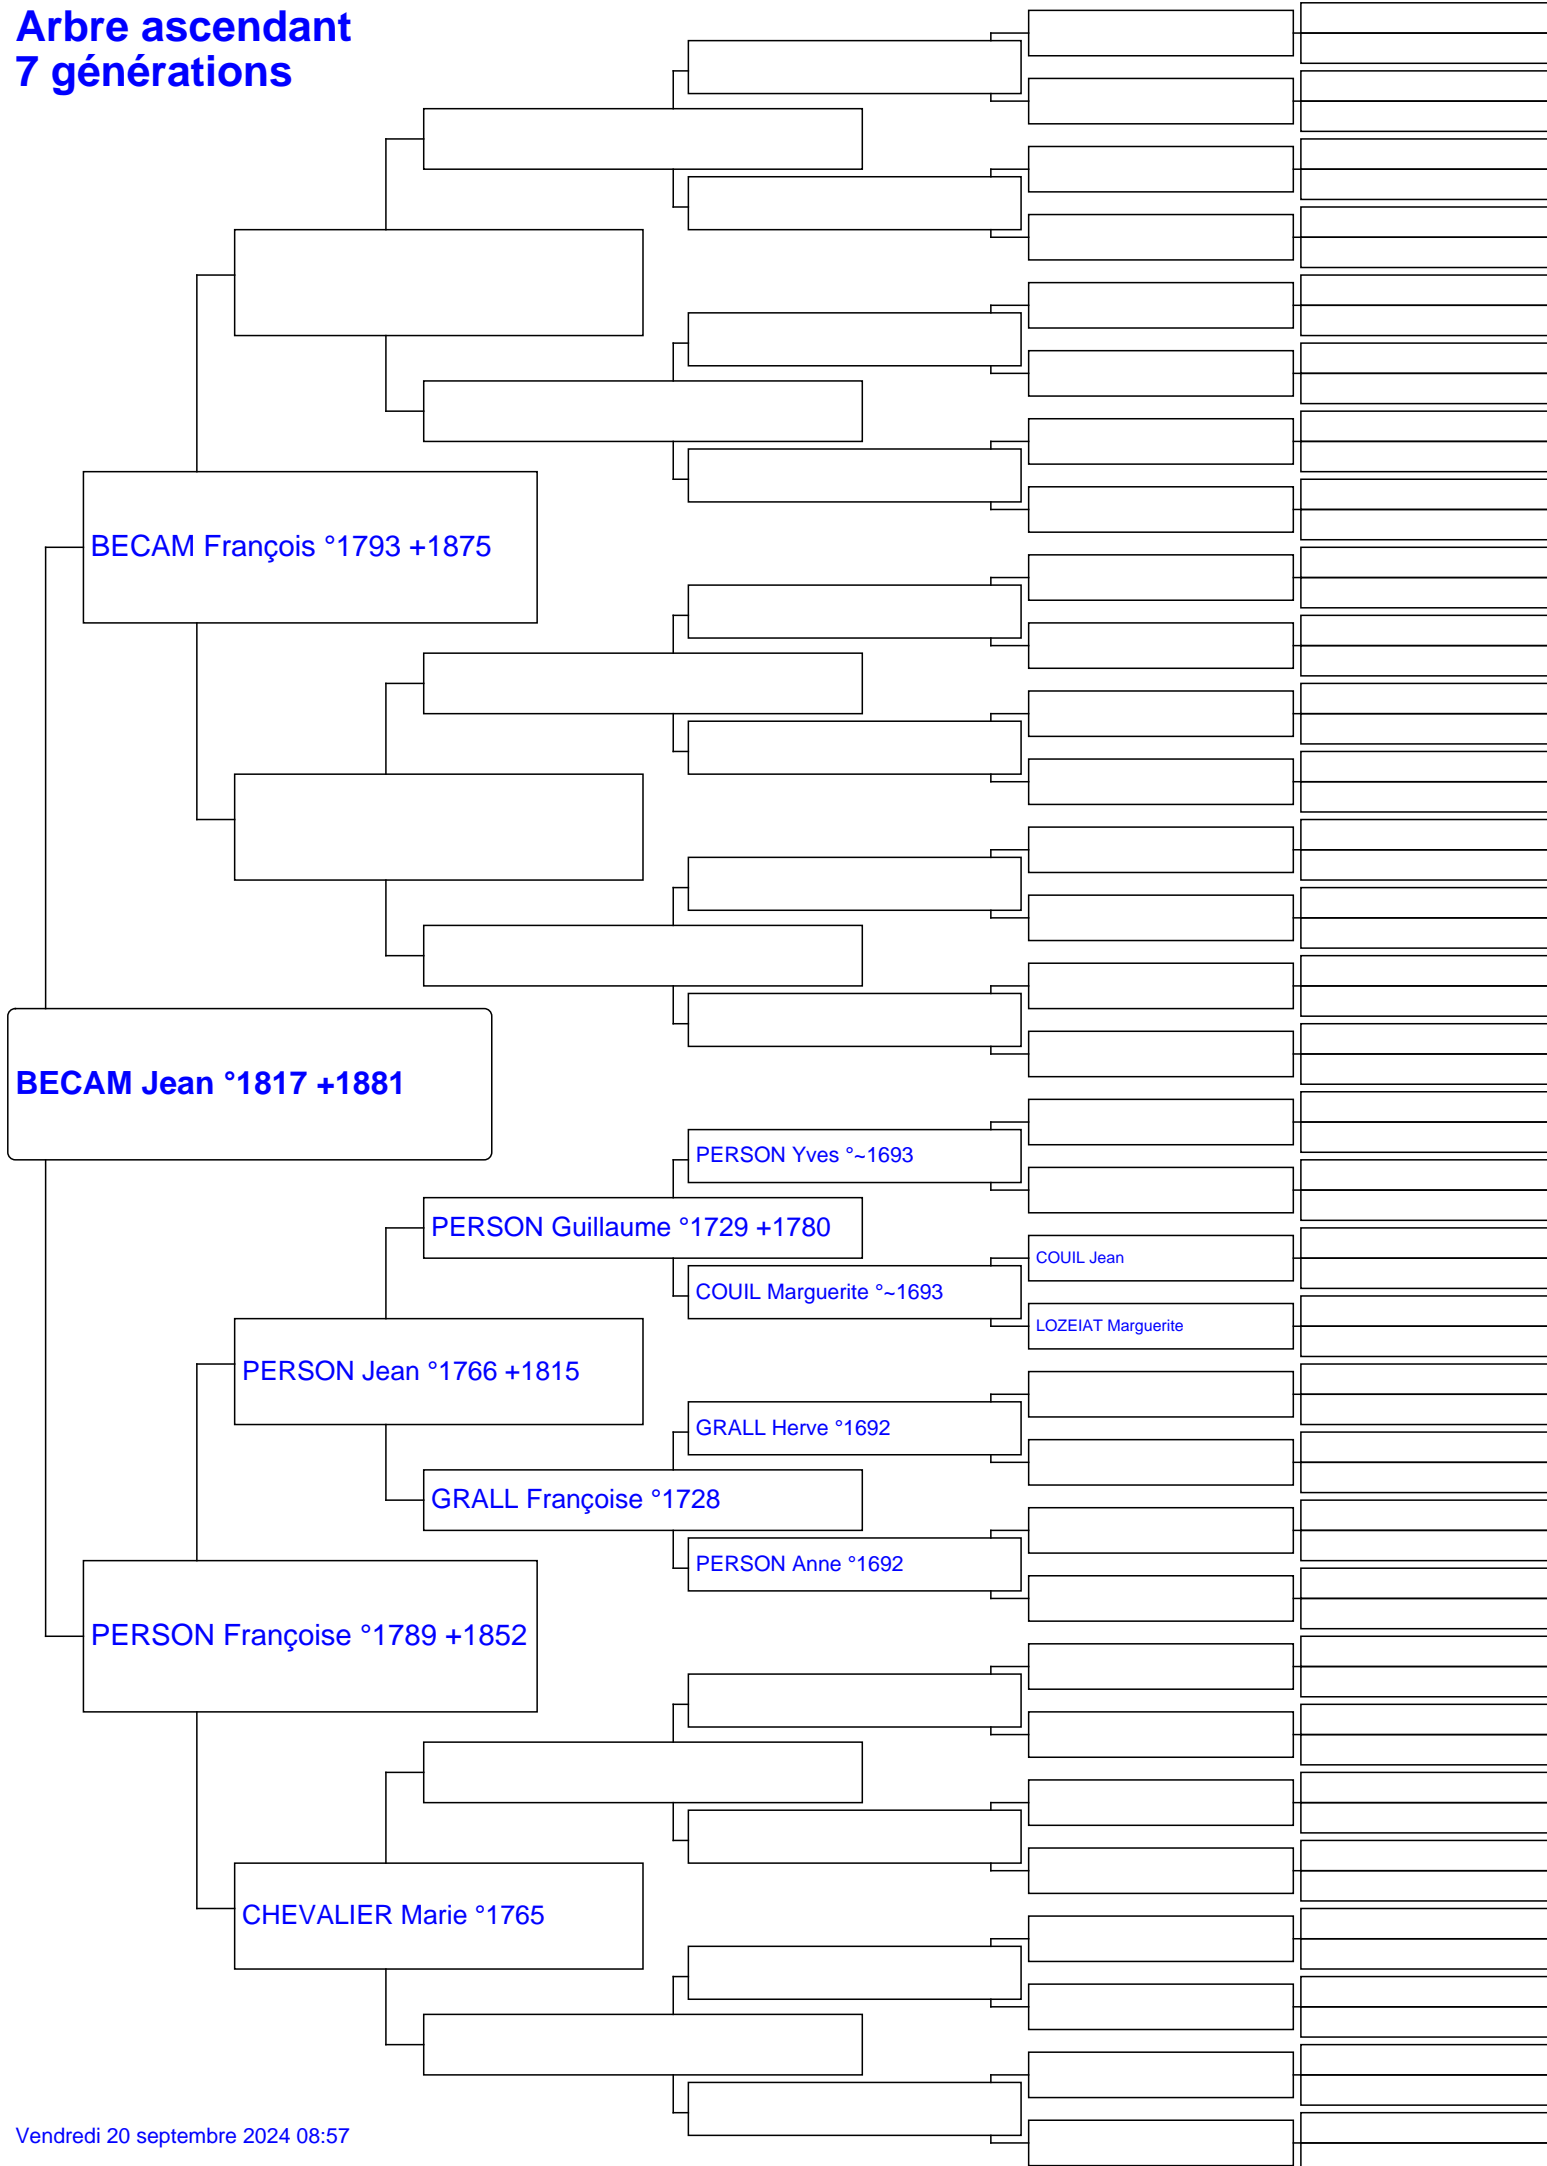 Arbre ascendant
7 générations
BECAM François °1793 +1875
BECAM Jean °1817 +1881
PERSON Yves °~1693
PERSON Guillaume °1729 +1780
COUIL Jean
COUIL Marguerite °~1693
LOZEIAT Marguerite
PERSON Jean °1766 +1815
GRALL Herve °1692
GRALL Françoise °1728
PERSON Anne °1692
PERSON Françoise °1789 +1852
CHEVALIER Marie °1765
Vendredi 20 septembre 2024 08:57